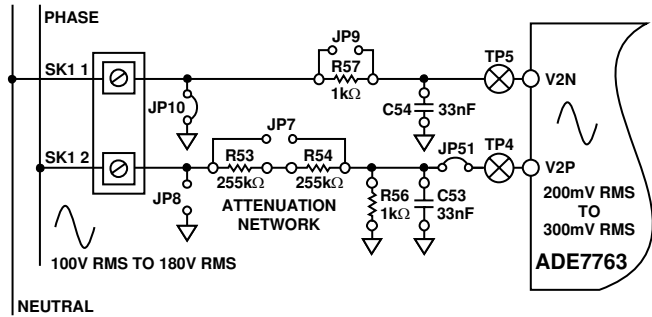 PHASE
SK1 1
JP10
JP9
R57
1kΩ
C54
33nF
TP5
V2N
SK1 2
JP8
JP7
R53
255kΩ
R54
255kΩ
ATTENUATION
NETWORK
R56
1kΩ
C53
33nF
JP51
TP4
V2P
200mV RMS
TO
300mV RMS
ADE7763
100V RMS TO 180V RMS
NEUTRAL